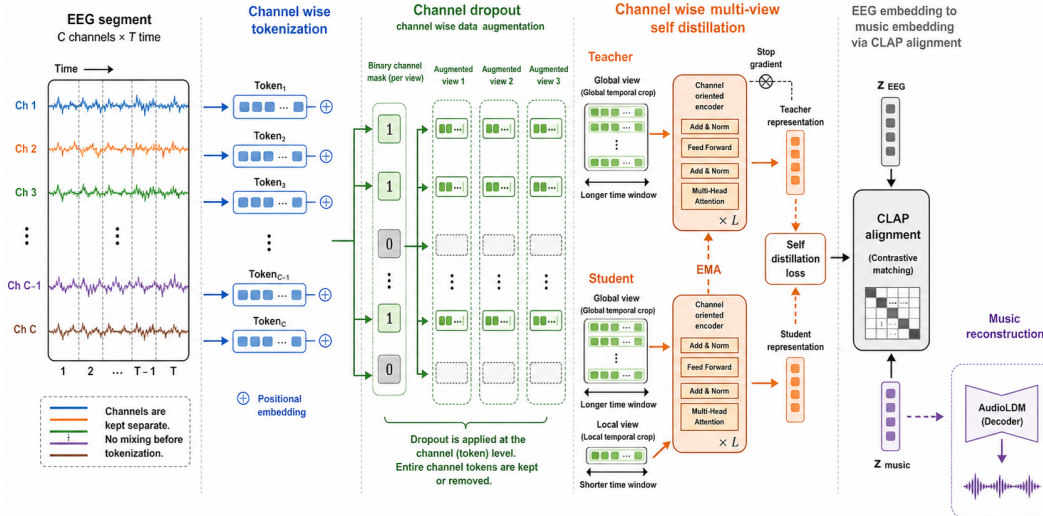 EEG segment
C channels × T time
Time
Ch 1
Ch 2
Ch 3
Ch C−1
Ch C
1 2 ... T−1 T
Channels are
kept separate.
No mixing before
tokenization.
Channel wise
tokenization
Token₁
Token₂
Token₃
Token_C−1
Token_C
Positional
embedding
Channel dropout
channel wise data augmentation
Binary channel
mask (per view)
Augmented
view 1
Augmented
view 2
Augmented
view 3
1
1
0
1
0
Dropout is applied at the
channel (token) level.
Entire channel tokens are kept
or removed.
Channel wise multi-view
self distillation
Teacher
Global view
(Global temporal crop)
Longer time window
Channel
oriented
encoder
Add & Norm
Feed Forward
Add & Norm
Multi-Head
Attention
× L
Stop
gradient
Teacher
representation
EMA
Self
distillation
loss
Student
Global view
(Global temporal crop)
Longer time window
Local view
(Local temporal crop)
Shorter time window
Channel
oriented
encoder
Add & Norm
Feed Forward
Add & Norm
Multi-Head
Attention
× L
Student
representation
EEG embedding to
music embedding
via CLAP alignment
Z EEG
CLAP
alignment
(Contrastive
matching)
Z music
Music
reconstruction
AudioLDM
(Decoder)